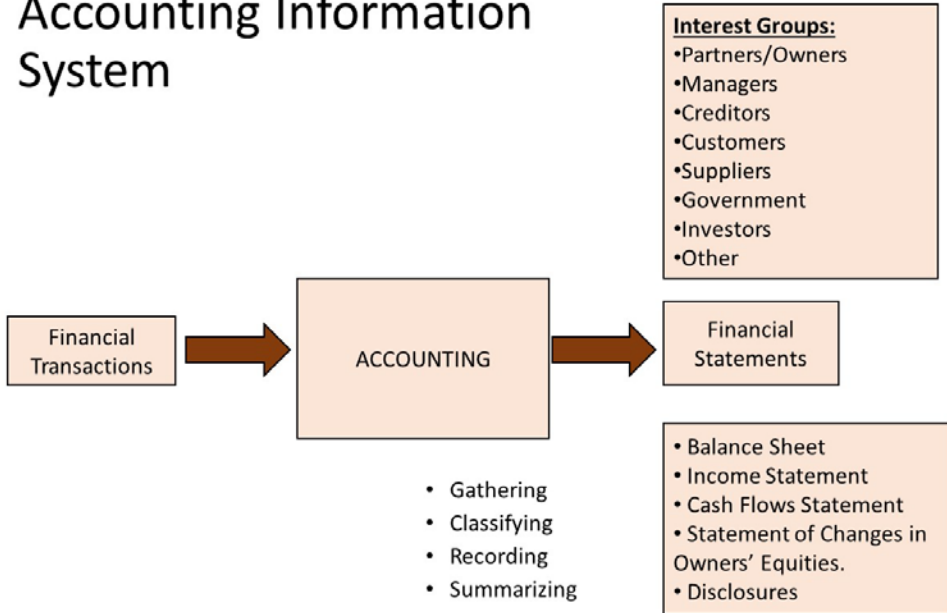 Accounting Information
System
Interest Groups:
•Partners/Owners
•Managers
•Creditors
•Customers
•Suppliers
•Government
•Investors
•Other
Financial
Transactions
ACCOUNTING
Financial
Statements
• Gathering
• Classifying
• Recording
• Summarizing
• Balance Sheet
• Income Statement
• Cash Flows Statement
• Statement of Changes in
Owners’ Equities.
• Disclosures